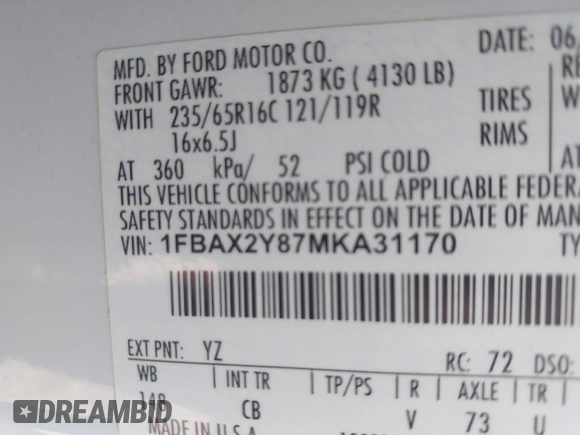 MFD. BY FORD MOTOR CO.
DATE: 06
FRONT GAWR: 1873 KG ( 4130 LB)
WITH 235/65R16C 121/119R TIRES
16x6.5J RIMS
AT 360 kPa/ 52 PSI COLD
THIS VEHICLE CONFORMS TO ALL APPLICABLE FEDERA
SAFETY STANDARDS IN EFFECT ON THE DATE OF MAN
VIN: 1FBAX2Y87MKA31170
EXT PNT: YZ RC: 72 DSO:
WB INT TR TP/PS R AXLE TR
148 CB V 73 U
DREAMBID